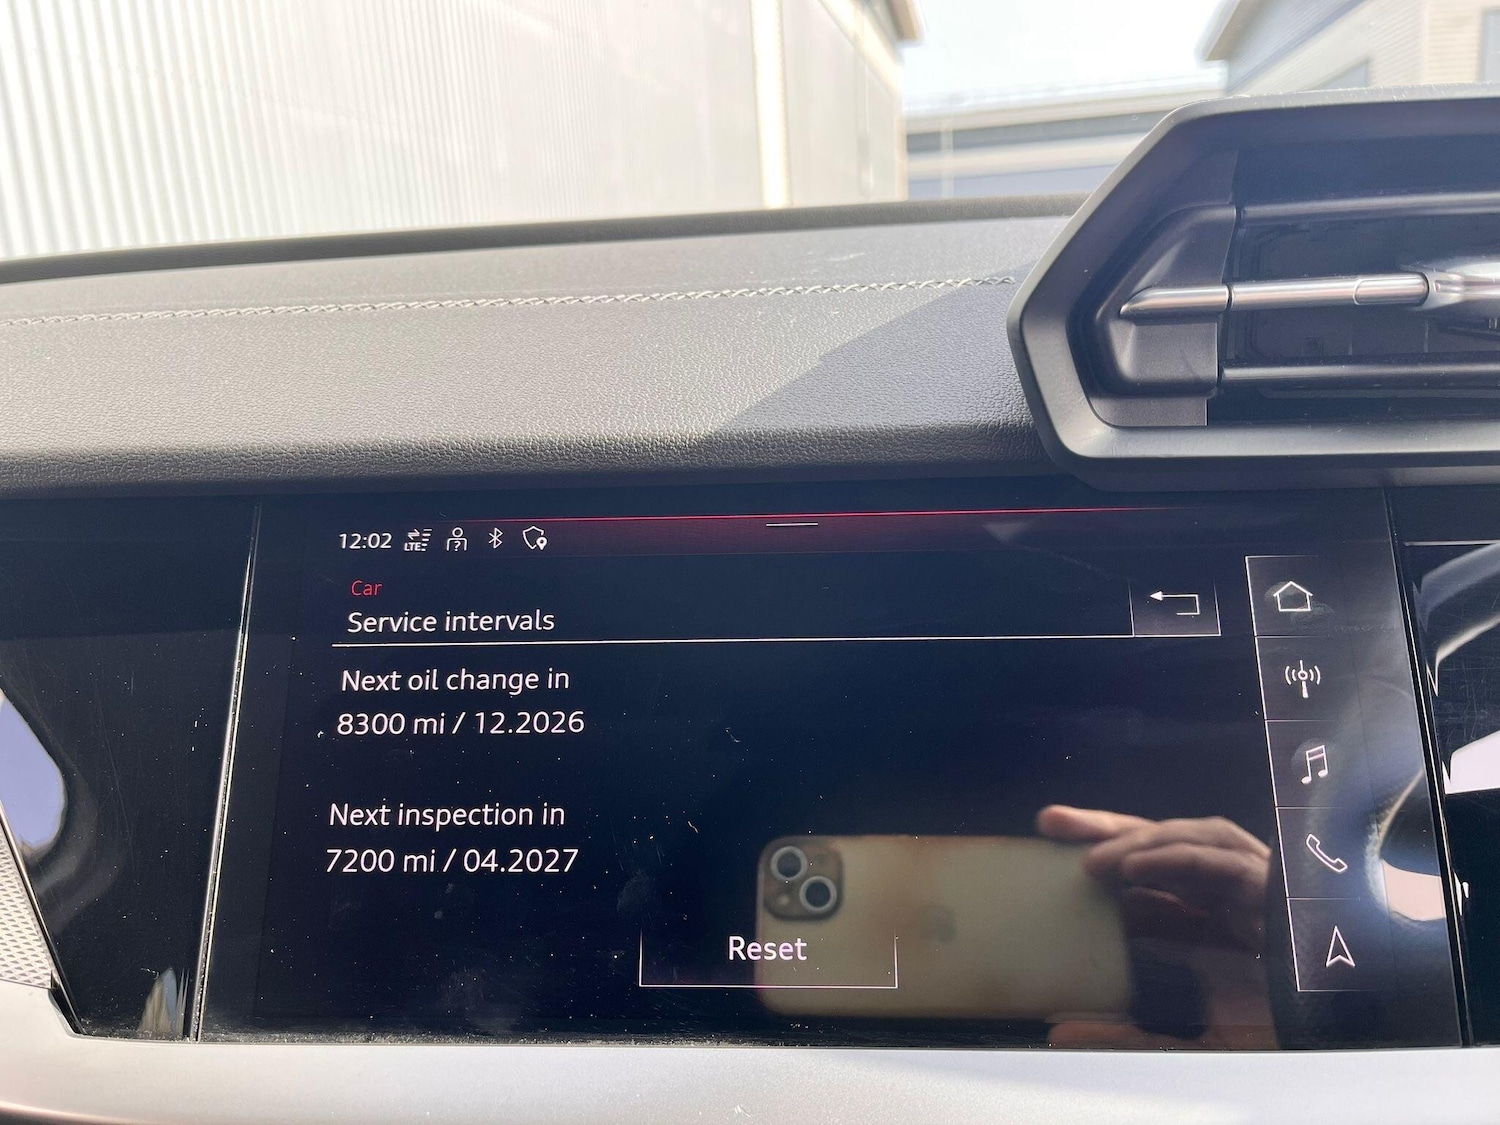 12:02 LTE
Car
Service intervals
Next oil change in
8300 mi / 12.2026
Next inspection in
7200 mi / 04.2027
Reset